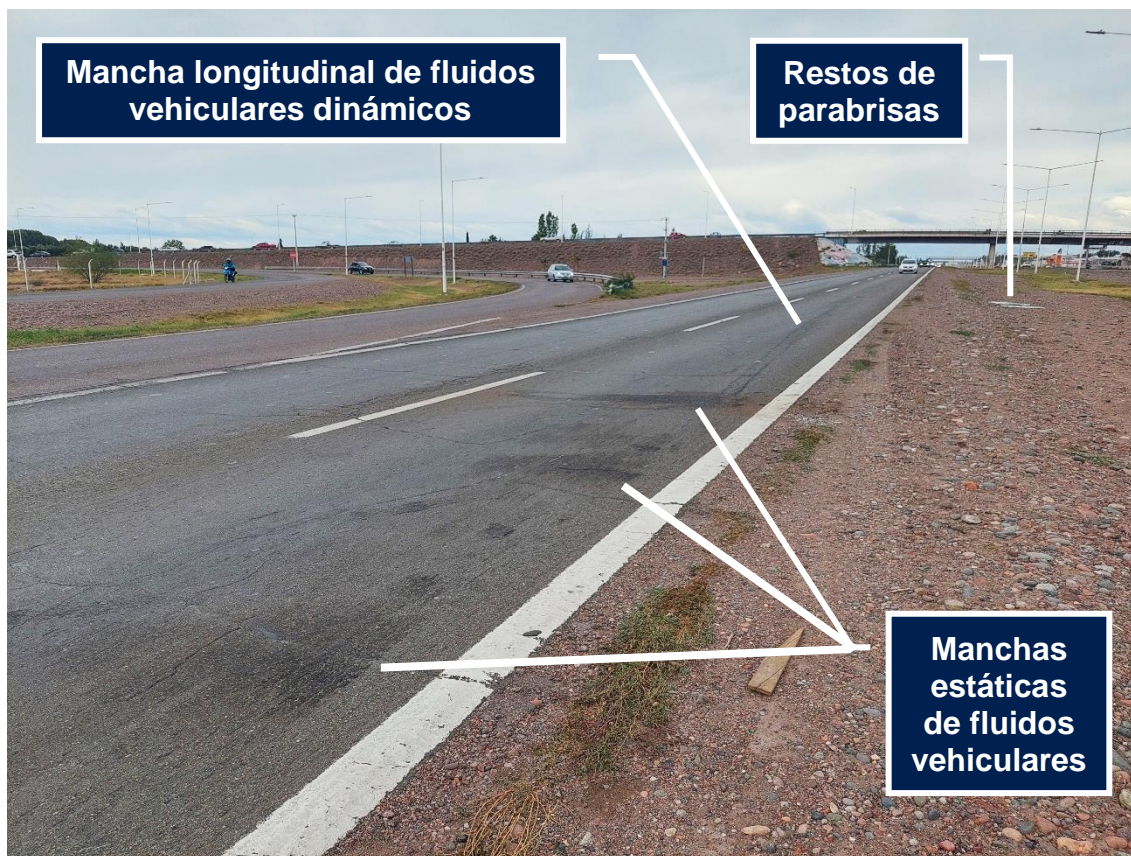 Mancha longitudinal de fluidos
vehiculares dinámicos
Restos de
parabrisas
Manchas
estáticas
de fluidos
vehiculares